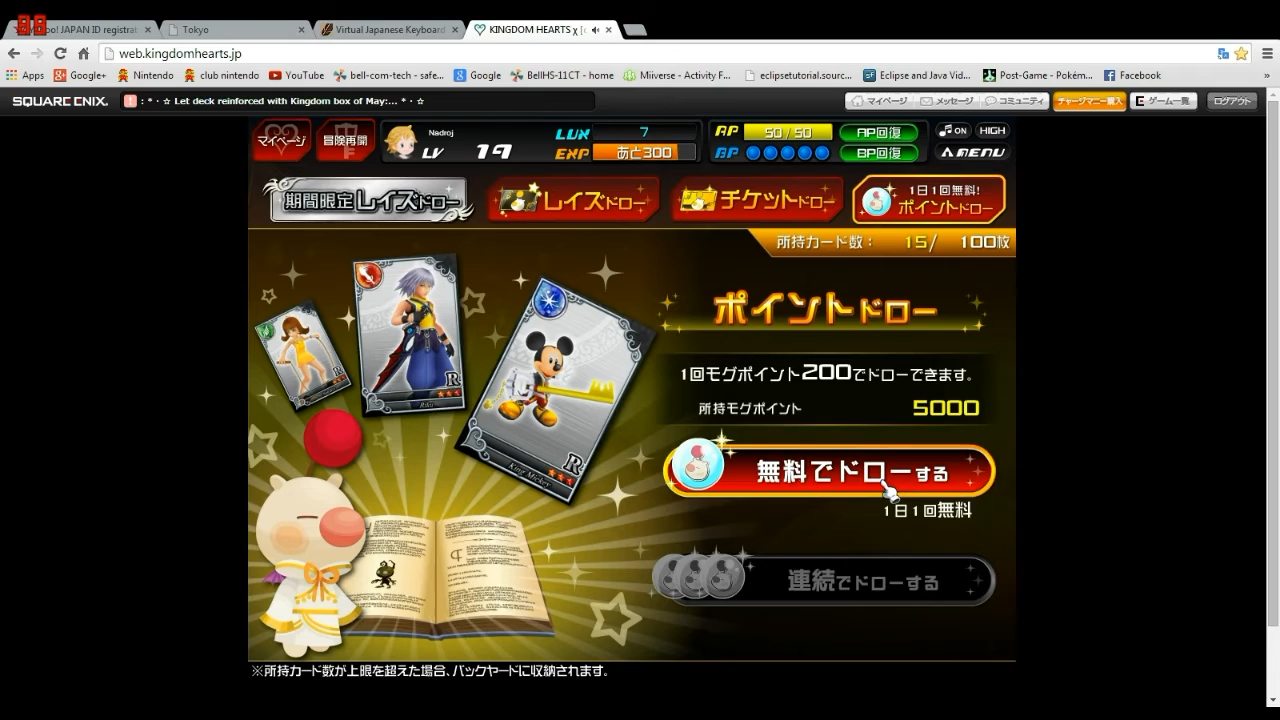 88
Yahoo! JAPAN ID registrat
Tokyo
Virtual Japanese Keyboard
KINGDOM HEARTS χ [
web.kingdomhearts.jp
Apps
Google+
Nintendo
club nintendo
YouTube
bell-com-tech - safe...
Google
BellHS-11CT - home
Miiverse - Activity F...
eclipsetutorial.sourc...
Eclipse and Java Vid...
Post-Game - Pokém...
Facebook
»
SQUARE ENIX.
: * ・ ☆ Let deck reinforced with Kingdom box of May:... * ・ ☆
マイページ
メッセージ
コミュニティ
チャージマネー購入
ゲーム一覧
ログアウト
マイページ
冒険再開
Nadroj
LV 19
LUX 7
EXP あと300
AP 50 / 50
AP回復
BP
BP回復
ON
HIGH
MENU
期間限定レイズドロー
レイズドロー
チケットドロー
1日1回無料!
ポイントドロー
所持カード数: 15/ 100枚
ポイントドロー
1回モグポイント200でドローできます。
所持モグポイント 5000
無料でドローする
1日1回無料
連続でドローする
R
Riku
R
King Mickey
※所持カード数が上限を超えた場合、バックヤードに収納されます。